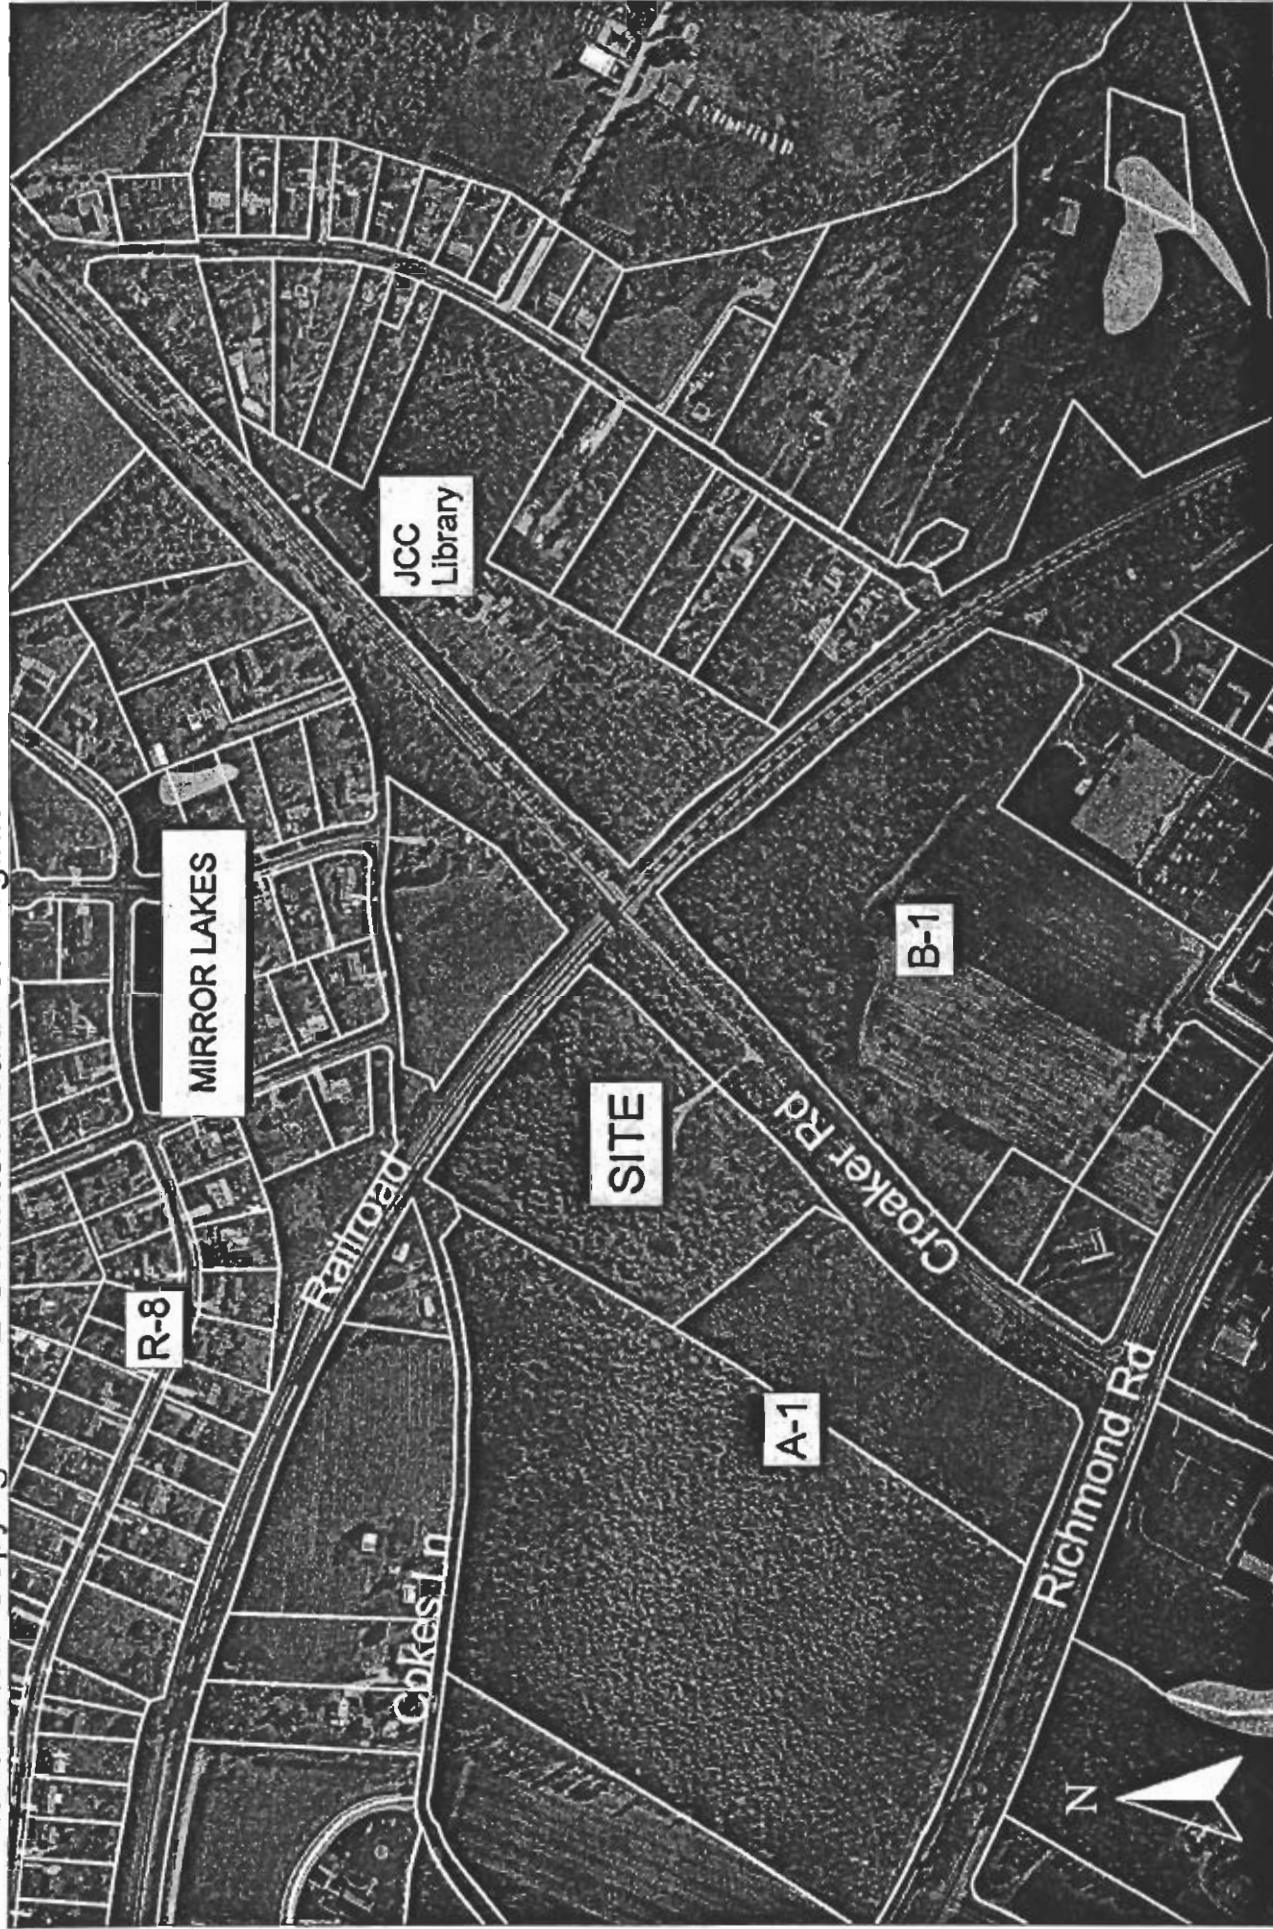 MIRROR LAKES
JCC
Library
R-8
Railroad
SITE
B-1
Croaker Rd
A-1
Cokes Ln
Richmond Rd
N